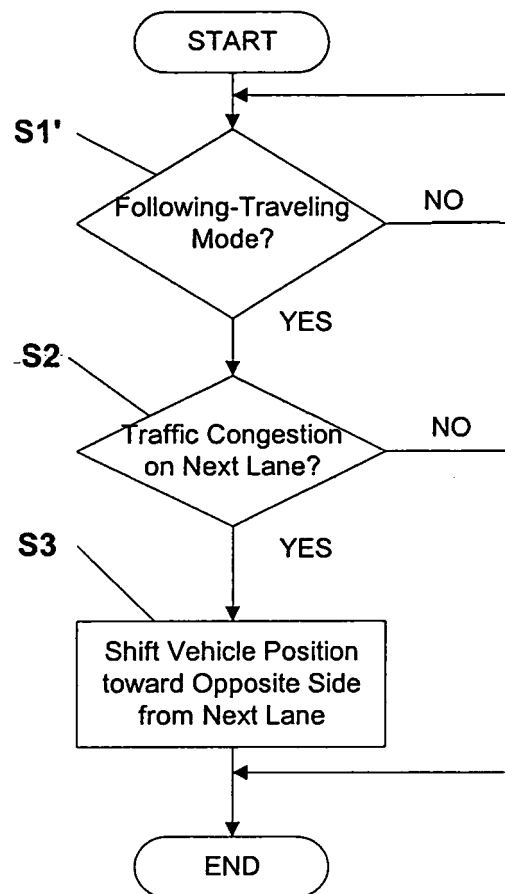 START
S1'
Following-Traveling
Mode?
NO
YES
S2
Traffic Congestion
on Next Lane?
NO
YES
S3
Shift Vehicle Position
toward Opposite Side
from Next Lane
END